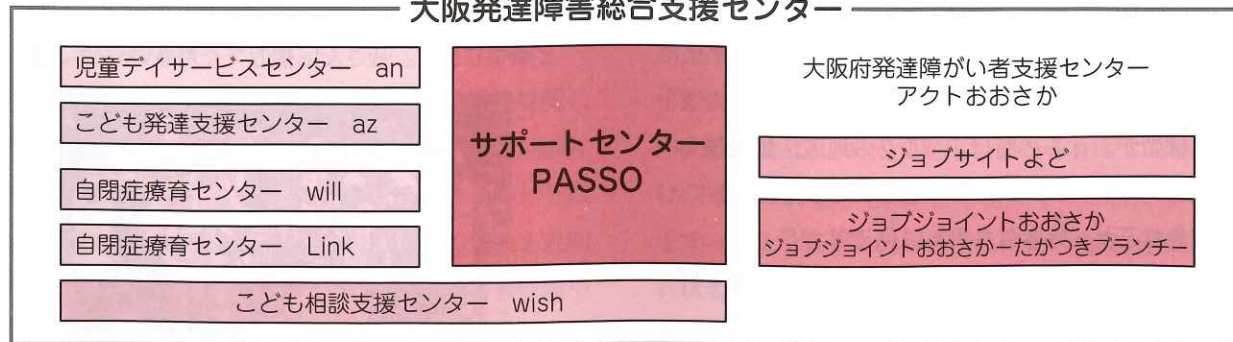 大阪発達障害総合支援センター
児童デイサービスセンター an
こども発達支援センター az
自閉症療育センター will
自閉症療育センター Link
こども相談支援センター wish
サポートセンター
PASSO
大阪府発達障がい者支援センター
アクトおおさか
ジョブサイトよど
ジョブジョイントおおさか
ジョブジョイントおおさかーたかつきブランチー